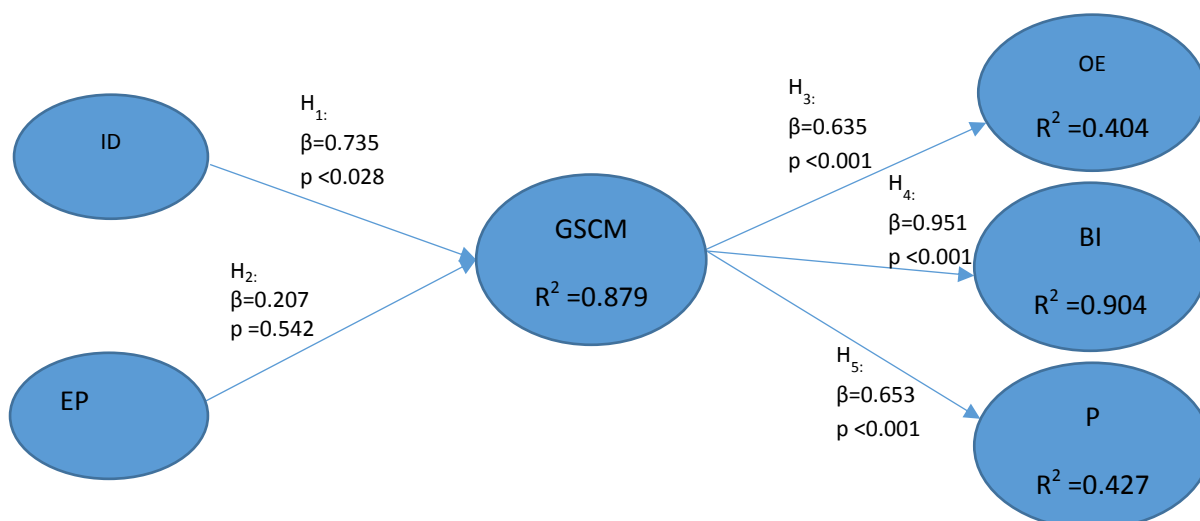 ID
H1:
β=0.735
p <0.028
EP
H2:
β=0.207
p =0.542
GSCM
R² =0.879
H3:
β=0.635
p <0.001
H4:
β=0.951
p <0.001
H5:
β=0.653
p <0.001
OE
R² =0.404
BI
R² =0.904
P
R² =0.427